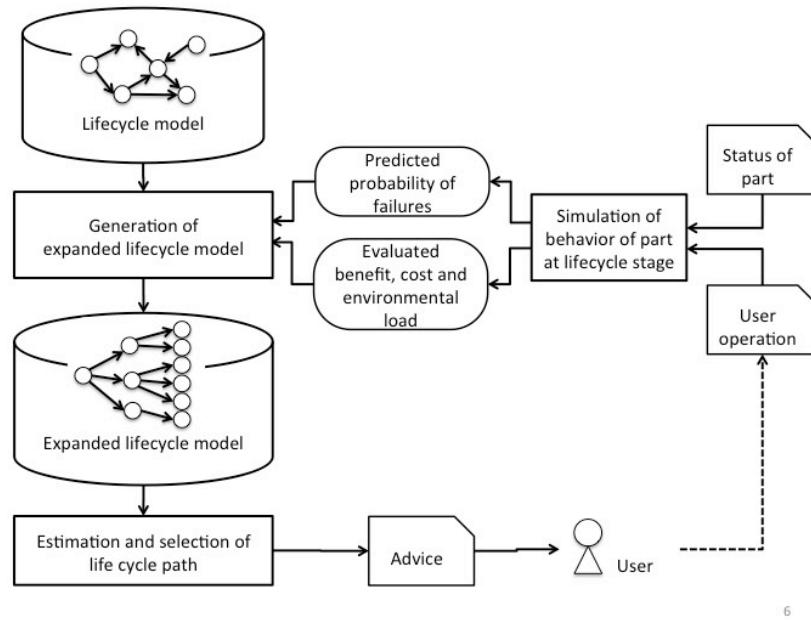 Lifecycle model
Generation of
expanded lifecycle model
Predicted
probability of
failures
Evaluated
benefit, cost and
environmental
load
Simulation of
behavior of part
at lifecycle stage
Status of
part
User
operation
Expanded lifecycle model
Estimation and selection of
life cycle path
Advice
User
6